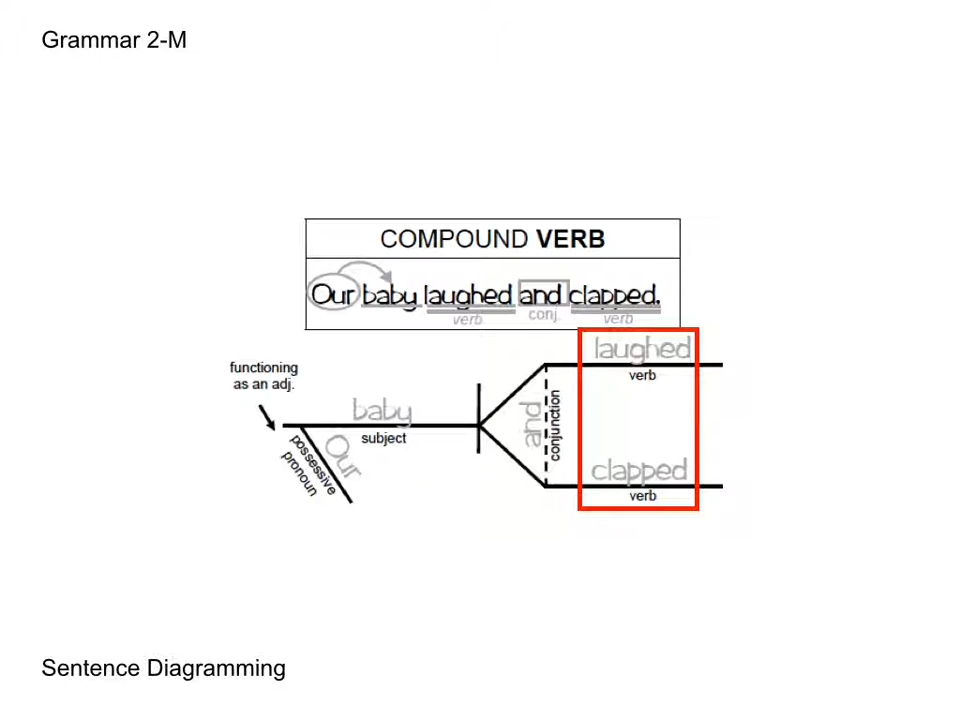 Grammar 2-M
COMPOUND VERB
Our baby laughed and clapped.
verb conj. verb
laughed
verb
functioning
as an adj.
baby
subject
and
conjunction
Our
possessive
pronoun
clapped
verb
Sentence Diagramming